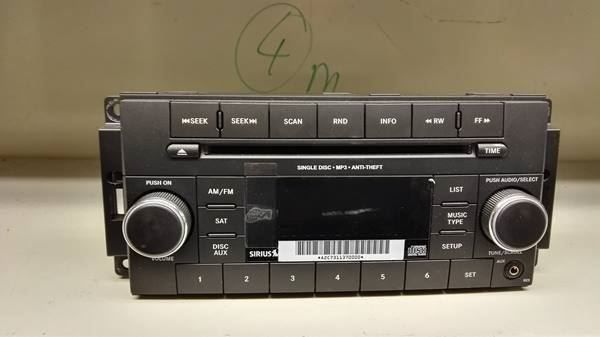 4
m
⏮SEEK SEEK⏭ SCAN RND INFO ◀◀ RW FF ▶▶
TIME
SINGLE DISC • MP3 • ANTI-THEFT
PUSH ON PUSH AUDIO/SELECT
AM/FM LIST
SAT MUSIC
TYPE
DISC
AUX SETUP
VOLUME SIRIUS TUNE/SCROLL
1 2 3 4 5 6 SET AUX